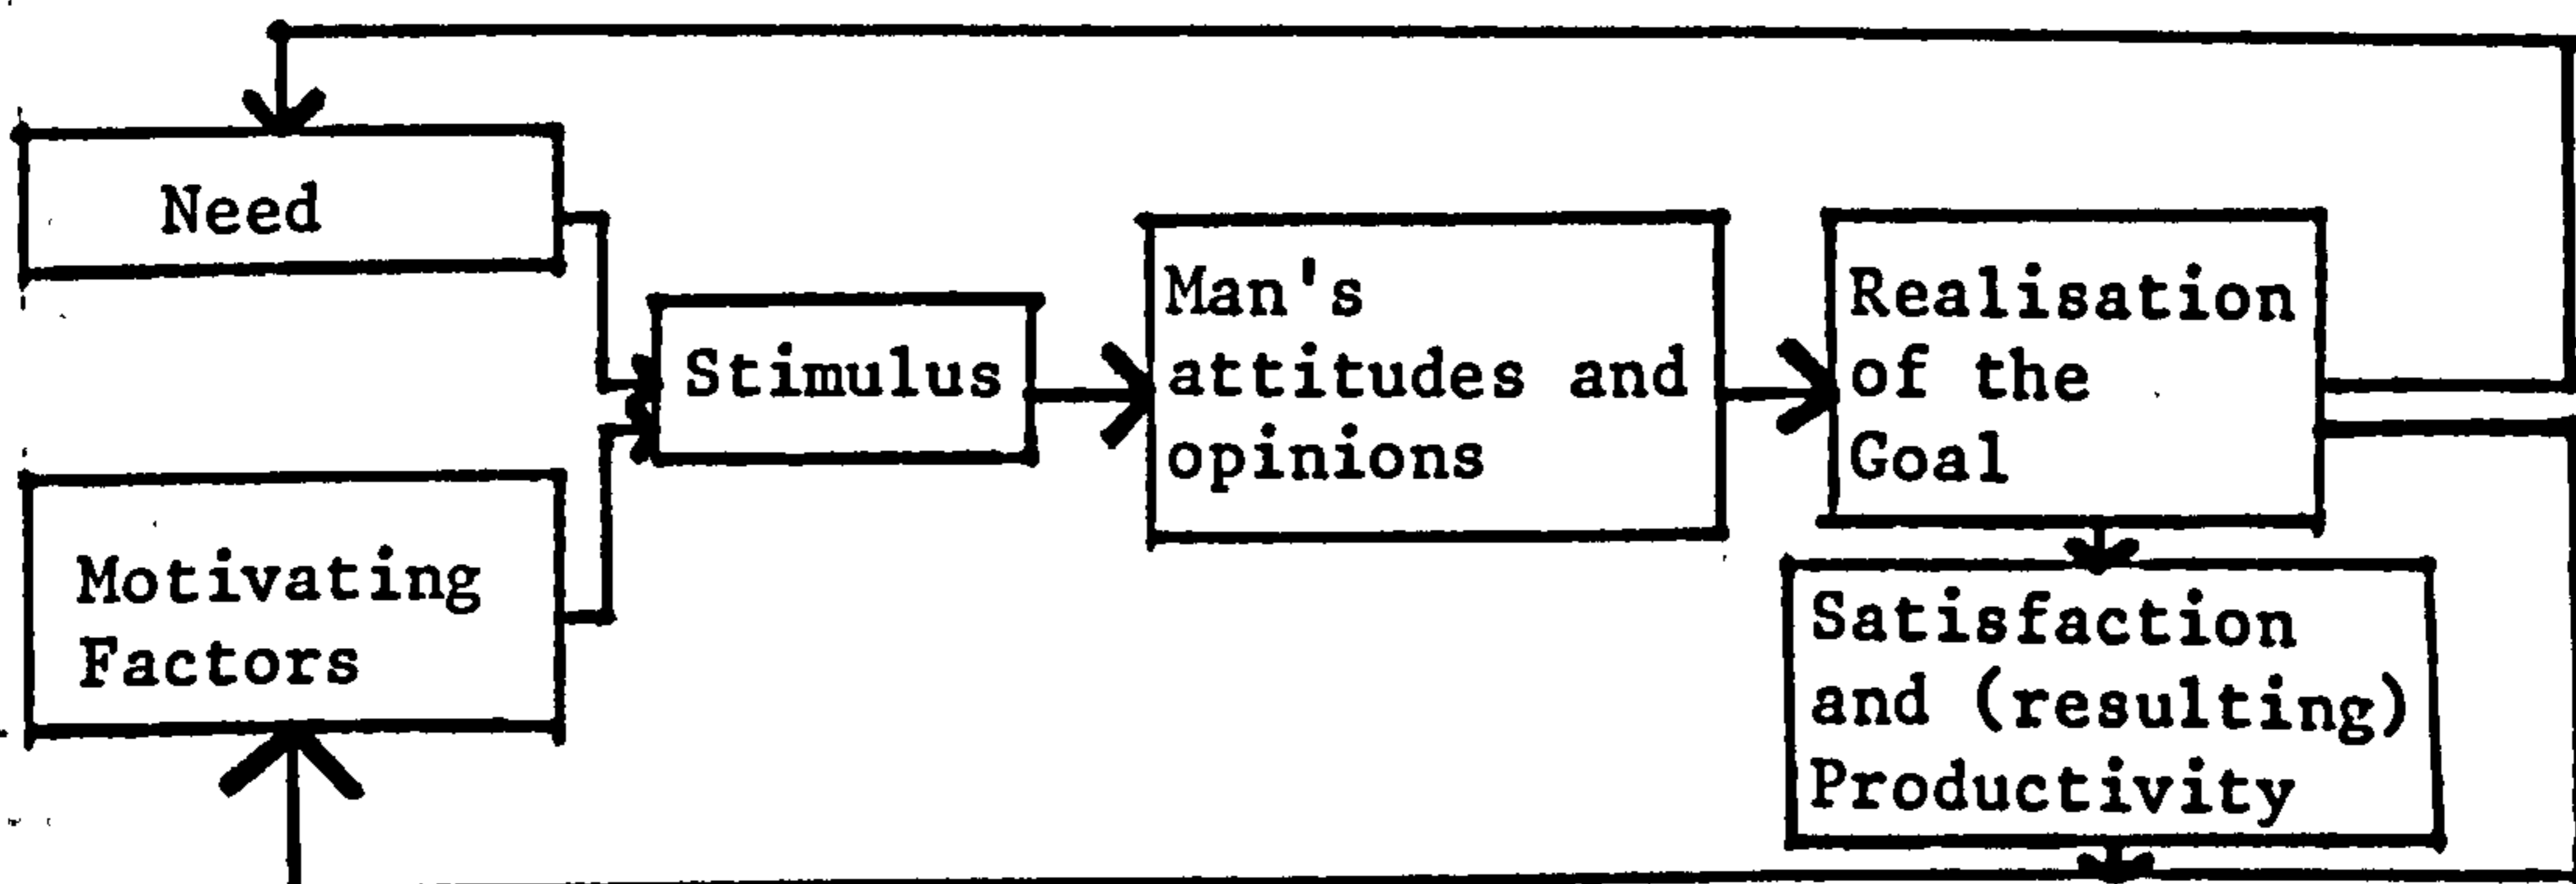 Need
Stimulus
Man's
attitudes and
opinions
Realisation
of the
Goal
Motivating
Factors
Satisfaction
and (resulting)
Productivity